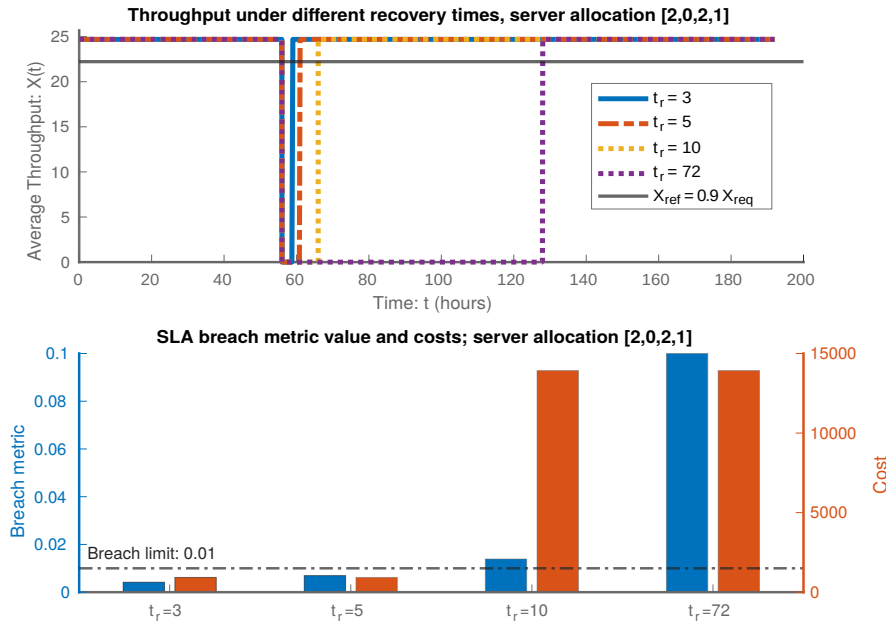 Throughput under different recovery times, server allocation [2,0,2,1]
25
20
15
10
5
0
Average Throughput: X(t)
t_r = 3
t_r = 5
t_r = 10
t_r = 72
X_ref = 0.9 X_req
0 20 40 60 80 100 120 140 160 180 200
Time: t (hours)
SLA breach metric value and costs; server allocation [2,0,2,1]
0.1
0.08
0.06
0.04
0.02
0
Breach metric
Breach limit: 0.01
15000
10000
5000
0
Cost
t_r=3 t_r=5 t_r=10 t_r=72